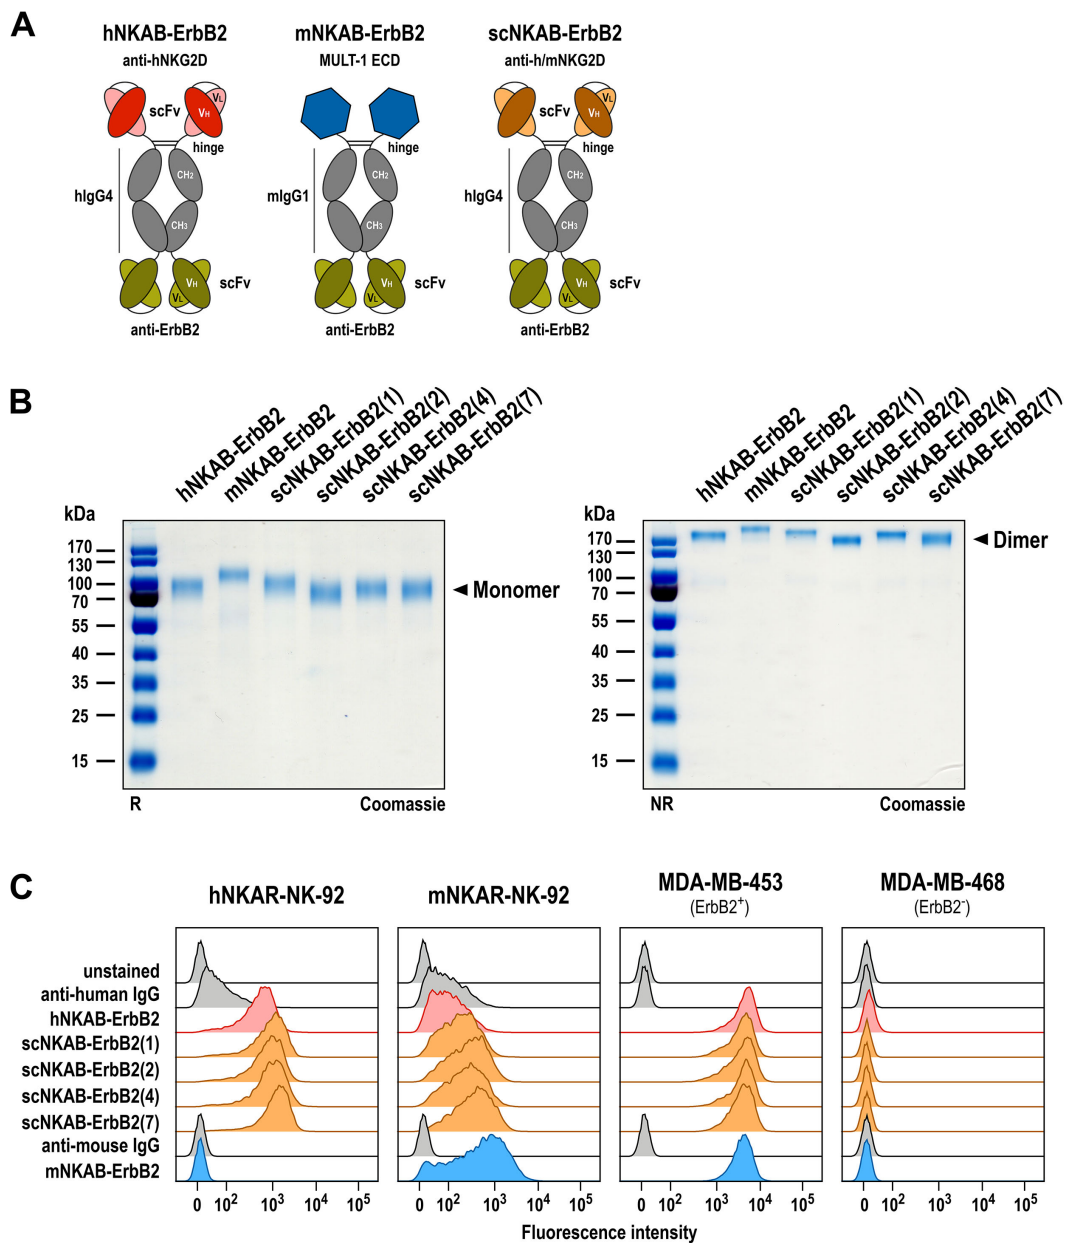 A
hNKAB-ErbB2 mNKAB-ErbB2 scNKAB-ErbB2
anti-hNKG2D MULT-1 ECD anti-h/mNKG2D
scFv VH VL scFv VH VL
hinge hinge hinge
CH2 CH2 CH2
hIgG4 mIgG1 hIgG4
CH3 CH3 CH3
VH VL scFv VH VL scFv VH VL scFv
anti-ErbB2 anti-ErbB2 anti-ErbB2
B
hNKAB-ErbB2 mNKAB-ErbB2 scNKAB-ErbB2(1) scNKAB-ErbB2(2) scNKAB-ErbB2(4) scNKAB-ErbB2(7)
kDa
170
130
100
70
55
40
35
25
15
Monomer
R Coomassie
hNKAB-ErbB2 mNKAB-ErbB2 scNKAB-ErbB2(1) scNKAB-ErbB2(2) scNKAB-ErbB2(4) scNKAB-ErbB2(7)
kDa
170
130
100
70
55
40
35
25
15
Dimer
NR Coomassie
C
hNKAR-NK-92 mNKAR-NK-92 MDA-MB-453 MDA-MB-468
(ErbB2+) (ErbB2-)
unstained
anti-human IgG
hNKAB-ErbB2
scNKAB-ErbB2(1)
scNKAB-ErbB2(2)
scNKAB-ErbB2(4)
scNKAB-ErbB2(7)
anti-mouse IgG
mNKAB-ErbB2
0 10² 10³ 10⁴ 10⁵ 0 10² 10³ 10⁴ 10⁵ 0 10² 10³ 10⁴ 10⁵ 0 10² 10³ 10⁴ 10⁵
Fluorescence intensity